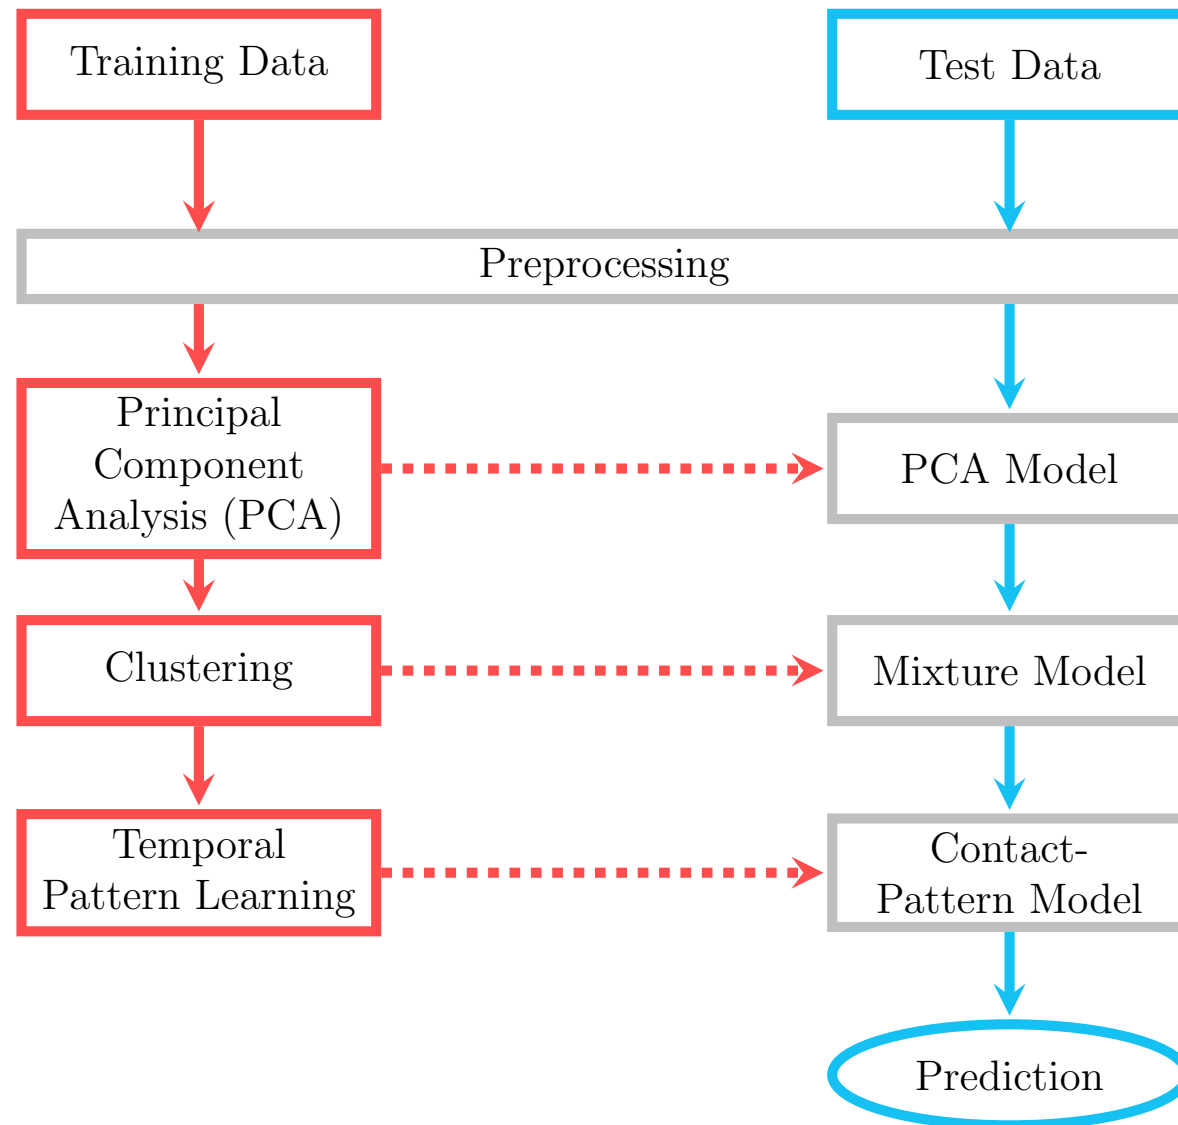 Training Data
Test Data
Preprocessing
Principal
Component
Analysis (PCA)
PCA Model
Clustering
Mixture Model
Temporal
Pattern Learning
Contact-
Pattern Model
Prediction